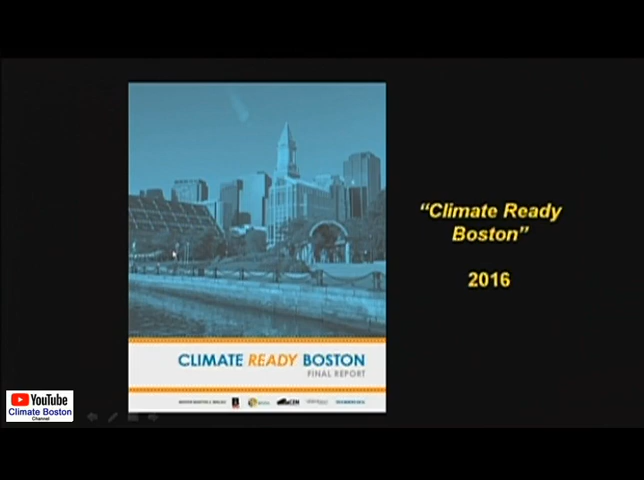 “Climate Ready
Boston”
2016
CLIMATE READY BOSTON
FINAL REPORT
YouTube
Climate Boston
Channel